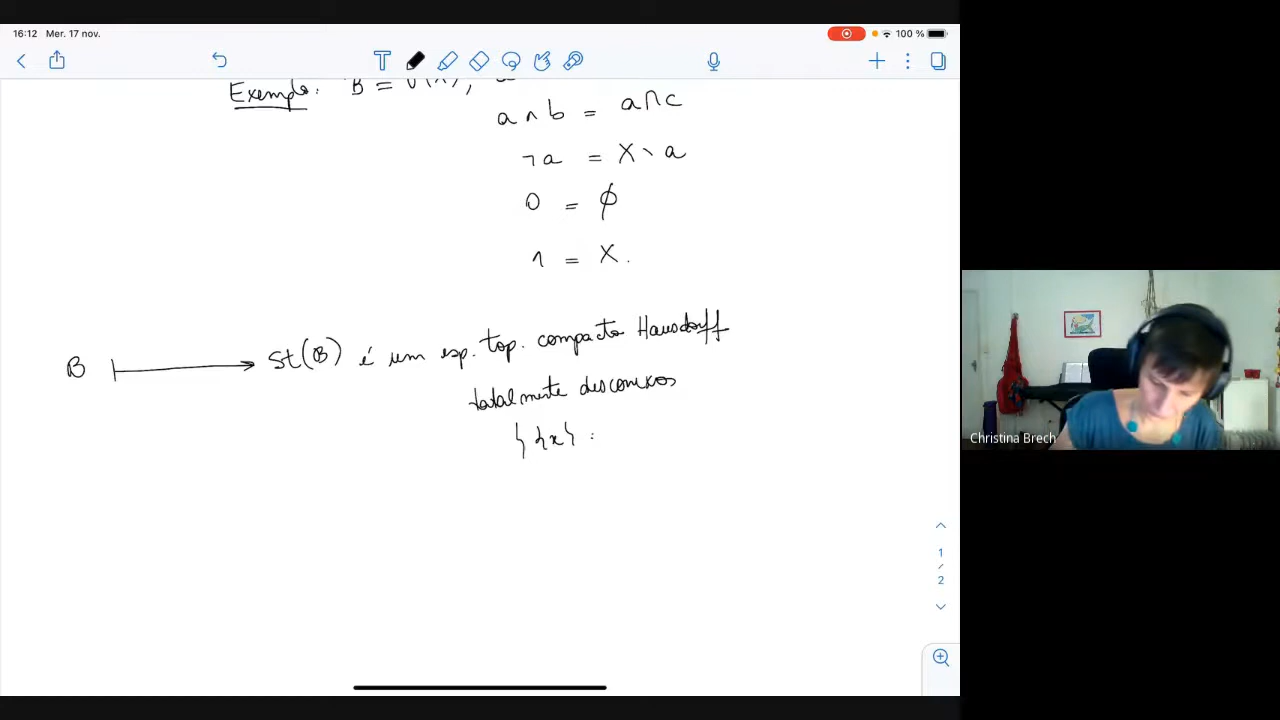 16:12 Mer. 17 nov. 100 %
Exemplo: B = P(X),
a ∧ b = a ∩ c
¬a = X \ a
0 = ∅
1 = X.
B ⟼ St(B) é um esp. top. compacto Hausdorff
totalmente desconexos
{ {x} :
Christina Brech
1
/
2